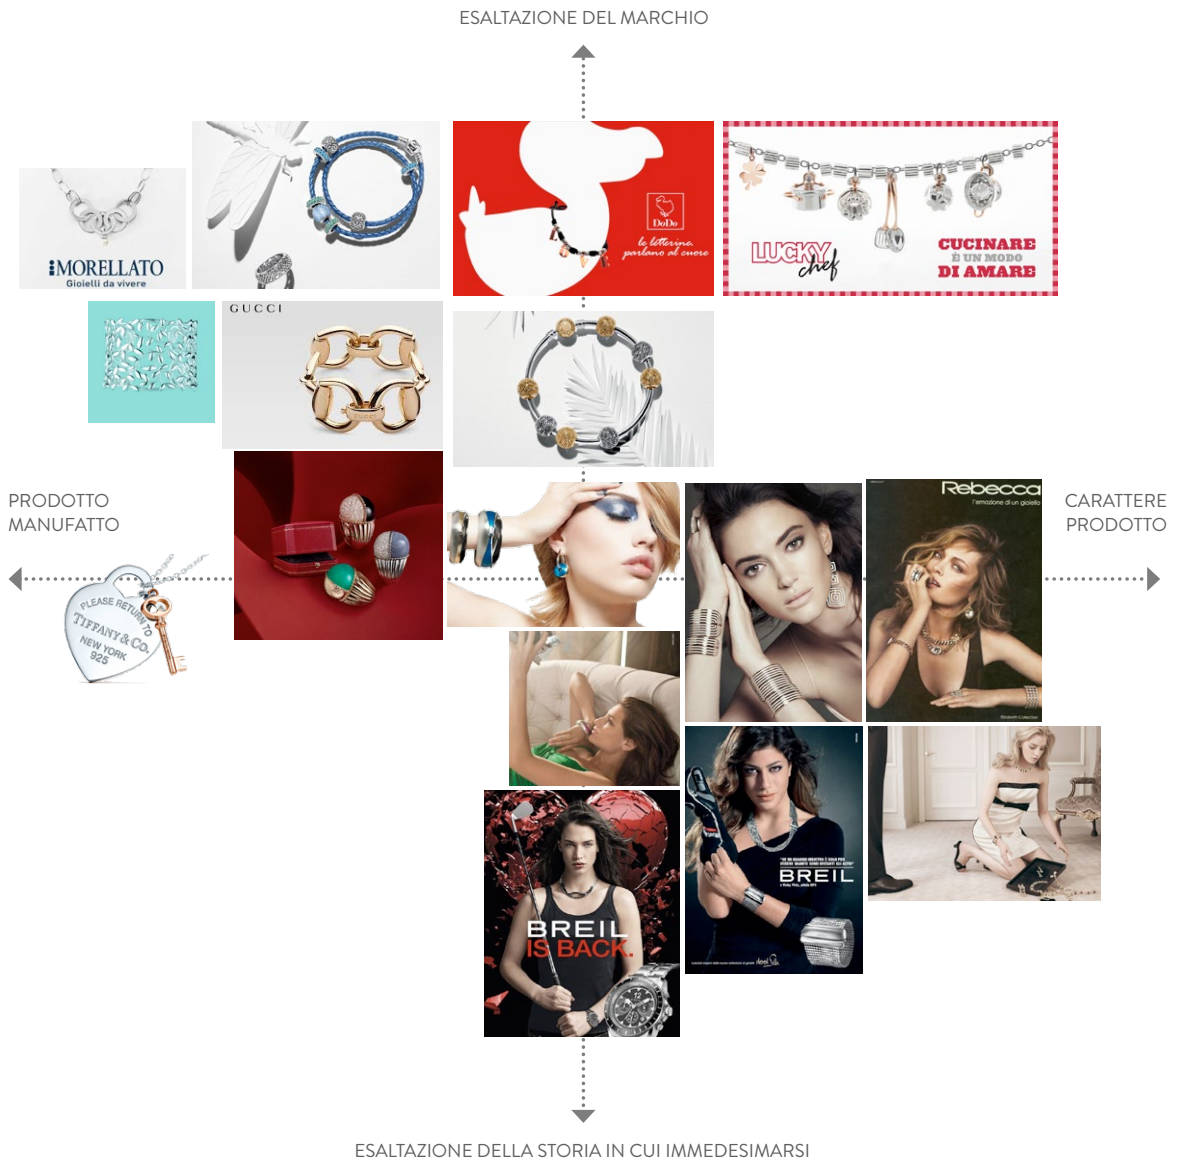 ESALTAZIONE DEL MARCHIO
MORELLATO
Gioielli da vivere
DoDo
le letterine,
parlano al cuore
LUCKY
chef
CUCINARE
È UN MODO
DI AMARE
GUCCI
GUCCI
PRODOTTO
MANUFATTO
CARATTERE
PRODOTTO
Rebecca
l'emozione di un gioiello
PLEASE RETURN TO
TIFFANY & CO.
NEW YORK
925
BREIL
BREIL
IS BACK.
ESALTAZIONE DELLA STORIA IN CUI IMMEDESIMARSI